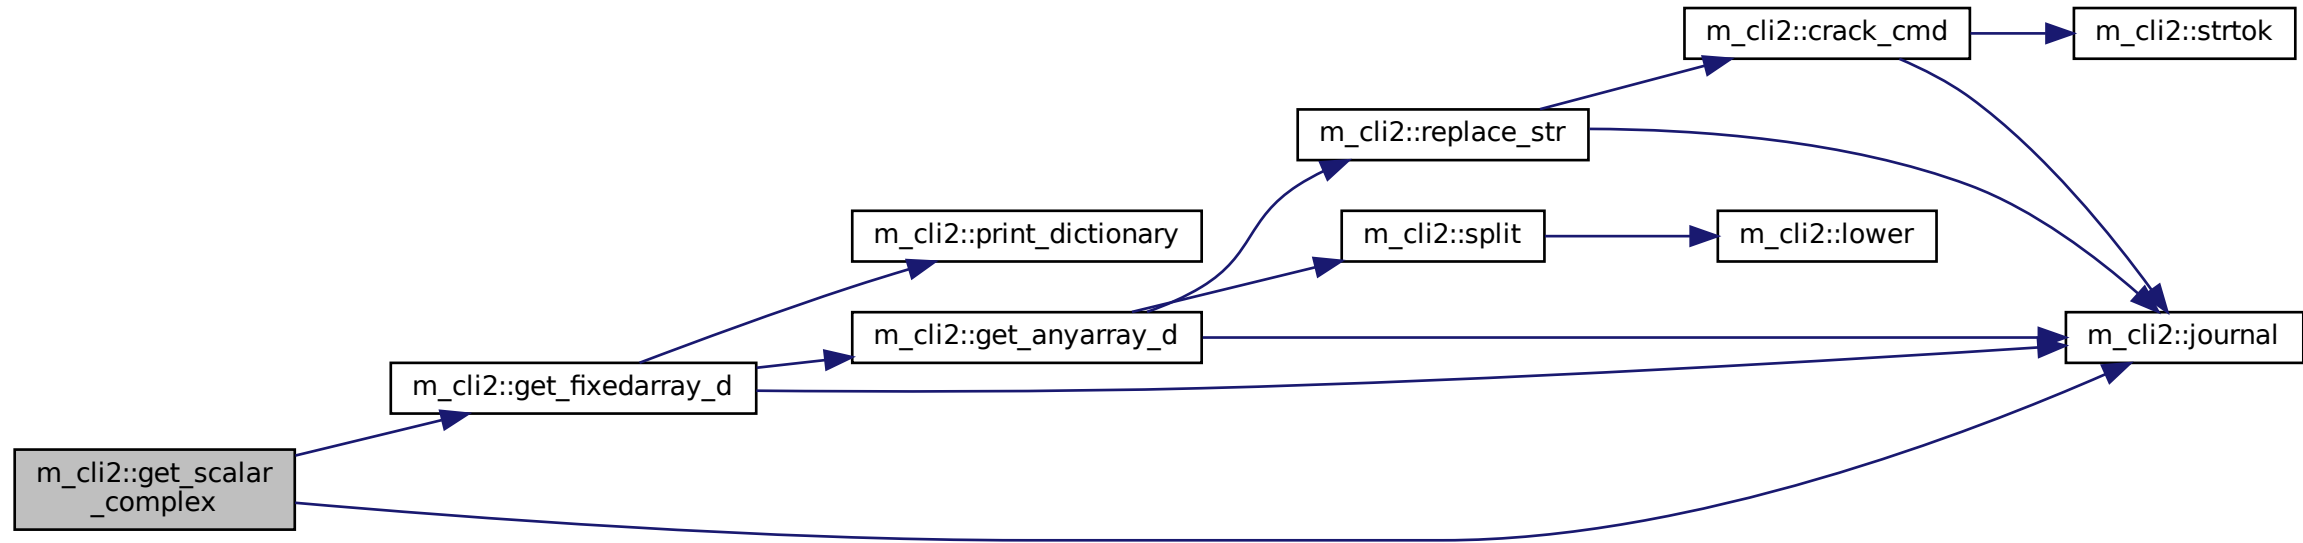 m_cli2::crack_cmd
m_cli2::strtok
m_cli2::replace_str
m_cli2::print_dictionary
m_cli2::split
m_cli2::lower
m_cli2::get_anyarray_d
m_cli2::journal
m_cli2::get_fixedarray_d
m_cli2::get_scalar
_complex